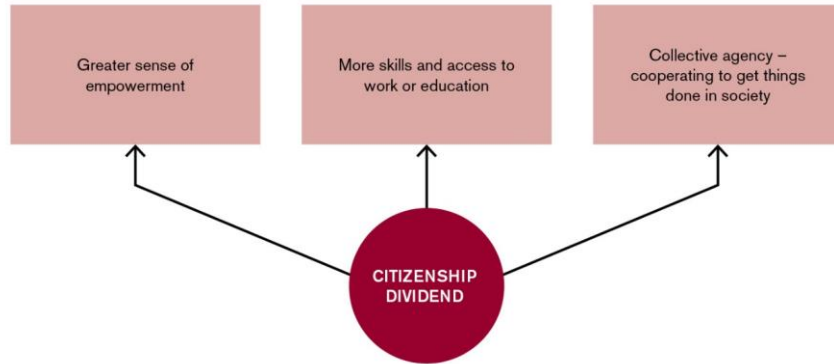 Greater sense of
empowerment
More skills and access to
work or education
Collective agency –
cooperating to get things
done in society
CITIZENSHIP
DIVIDEND